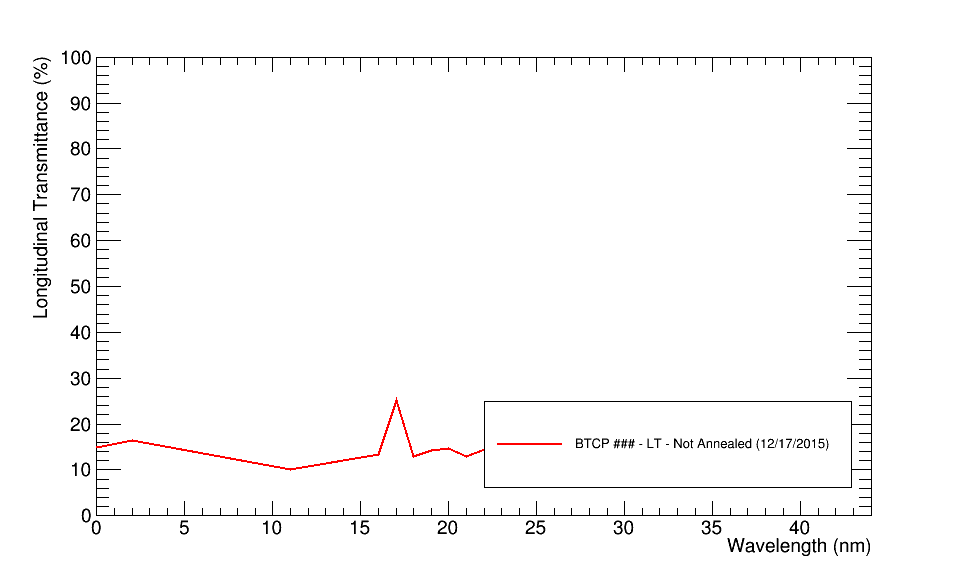 Longitudinal Transmittance (%)
100
90
80
70
60
50
40
30
20
10
0
BTCP ### - LT - Not Annealed (12/17/2015)
0 5 10 15 20 25 30 35 40
Wavelength (nm)